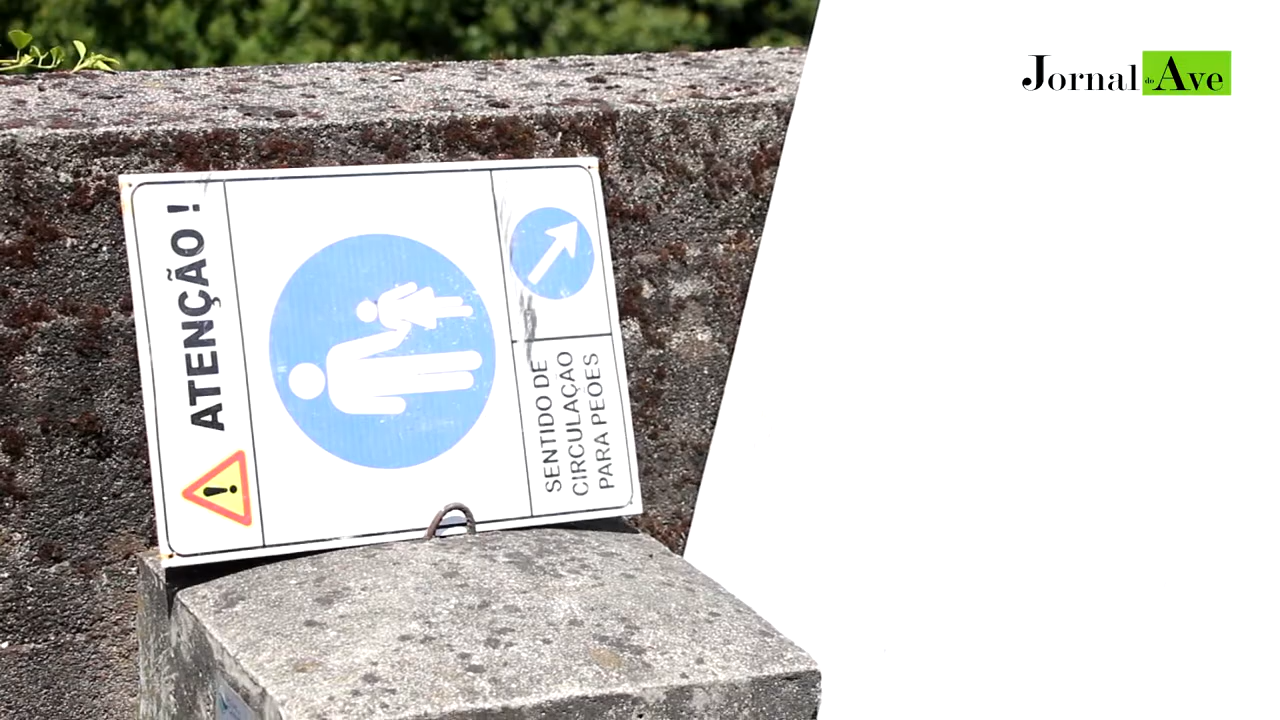 Jornal do Ave
ATENÇÃO !
SENTIDO DE
CIRCULAÇÃO
PARA PEÕES